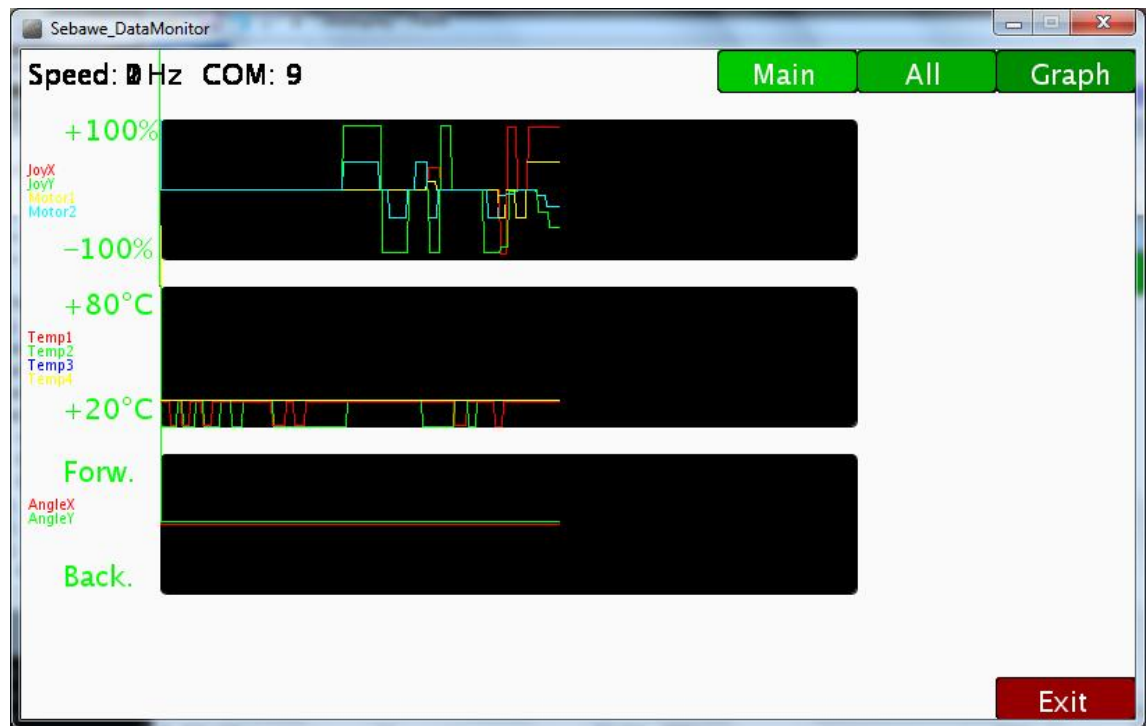 Sebawe_DataMonitor
Speed: Hz COM: 9
Main All Graph
+100%
JoyX
JoyY
Motor1
Motor2
−100%
+80°C
Temp1
Temp2
Temp3
Temp4
+20°C
Forw.
AngleX
AngleY
Back.
Exit